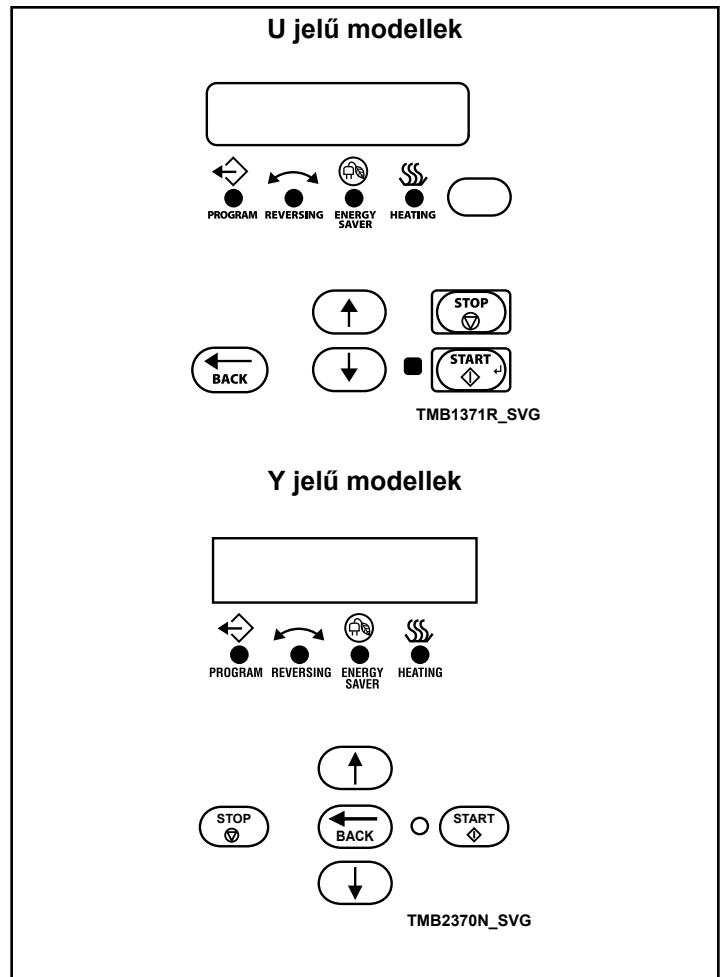 U jelű modellek
PROGRAM REVERSING ENERGY SAVER HEATING
STOP
START
BACK
TMB1371R_SVG
Y jelű modellek
PROGRAM REVERSING ENERGY SAVER HEATING
STOP
BACK
START
TMB2370N_SVG